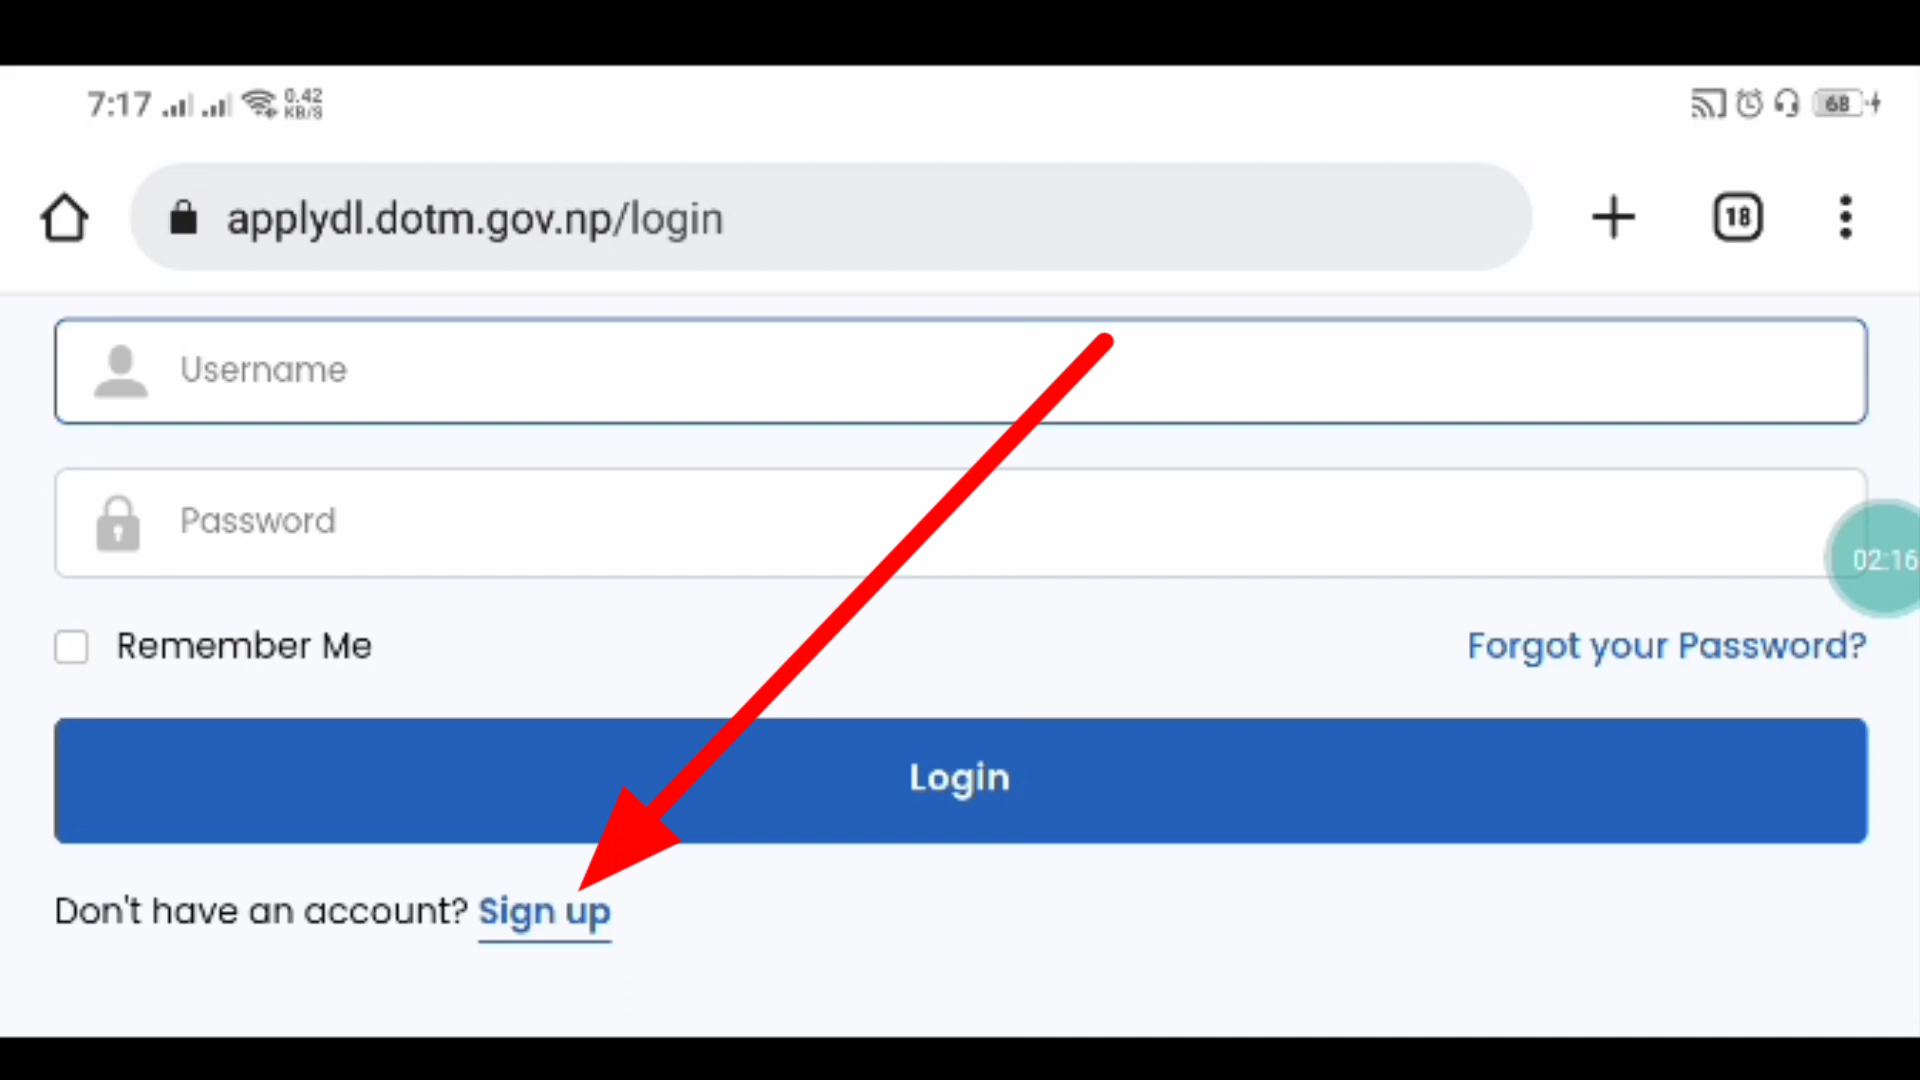 7:17 0.42 KB/S 68
applydl.dotm.gov.np/login 18
Username
Password
02:16
Remember Me Forgot your Password?
Login
Don't have an account? Sign up